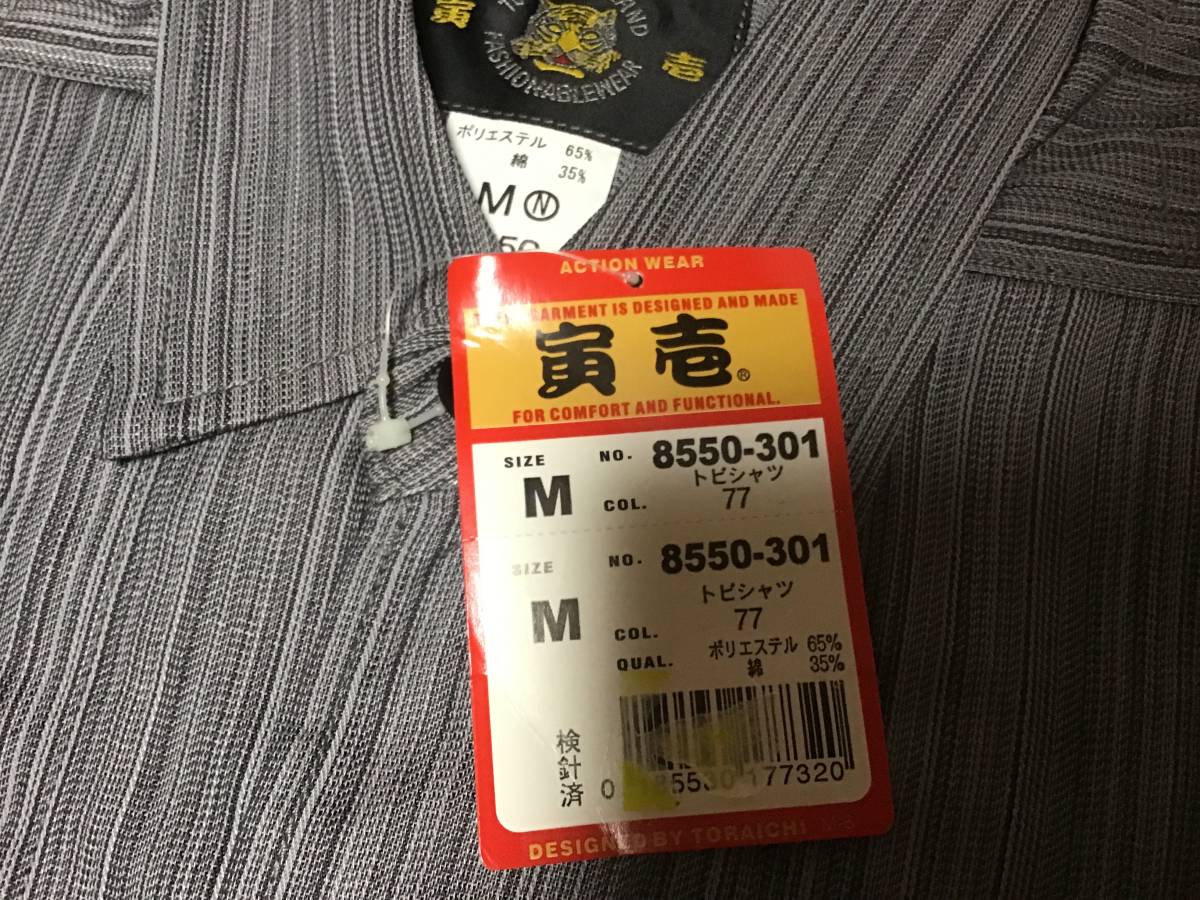 寅 壱
AND
FASHIONABLEWEAR
ポリエステル 65%
綿 35%
M N
ACTION WEAR
GARMENT IS DESIGNED AND MADE
寅壱®
FOR COMFORT AND FUNCTIONAL.
SIZE NO. 8550-301
トビシャツ
M COL. 77
SIZE NO. 8550-301
トビシャツ
M COL. 77
QUAL. ポリエステル 65%
綿 35%
検針済
0 177320
DESIGNED BY TORAICHI